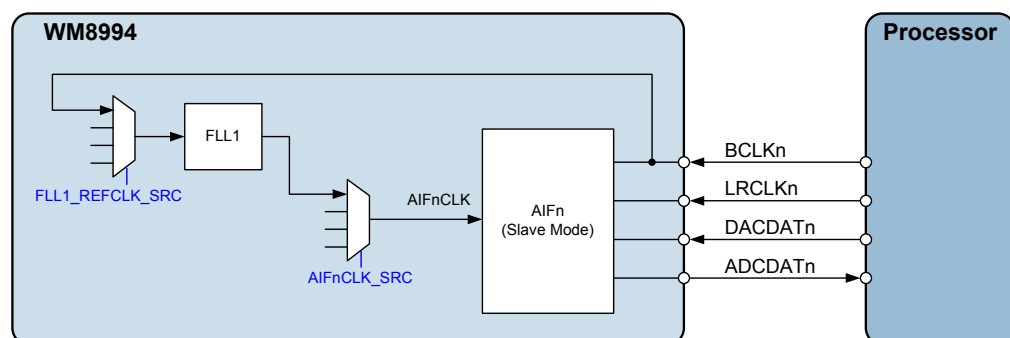 WM8994
Processor
FLL1
FLL1_REFCLK_SRC
AIFnCLK
AIFnCLK_SRC
AIFn
(Slave Mode)
BCLKn
LRCLKn
DACDATn
ADCDATn